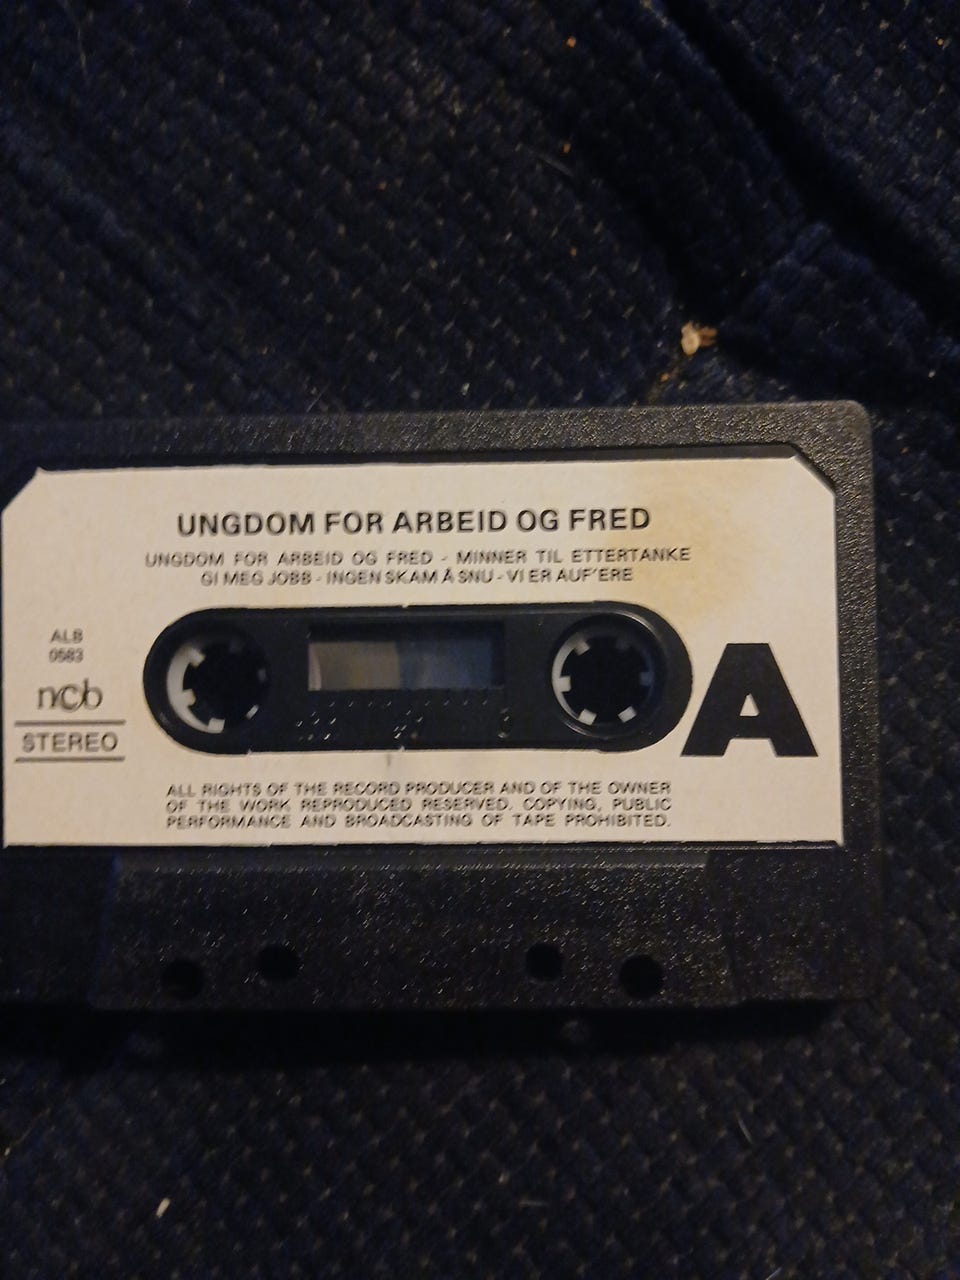 UNGDOM FOR ARBEID OG FRED
UNGDOM FOR ARBEID OG FRED - MINNER TIL ETTERTANKE
GI MEG JOBB - INGEN SKAM Å SNU - VI ER AUF'ERE
ALB
0583
ncb
STEREO
A
ALL RIGHTS OF THE RECORD PRODUCER AND OF THE OWNER
OF THE WORK REPRODUCED RESERVED. COPYING, PUBLIC
PERFORMANCE AND BROADCASTING OF TAPE PROHIBITED.